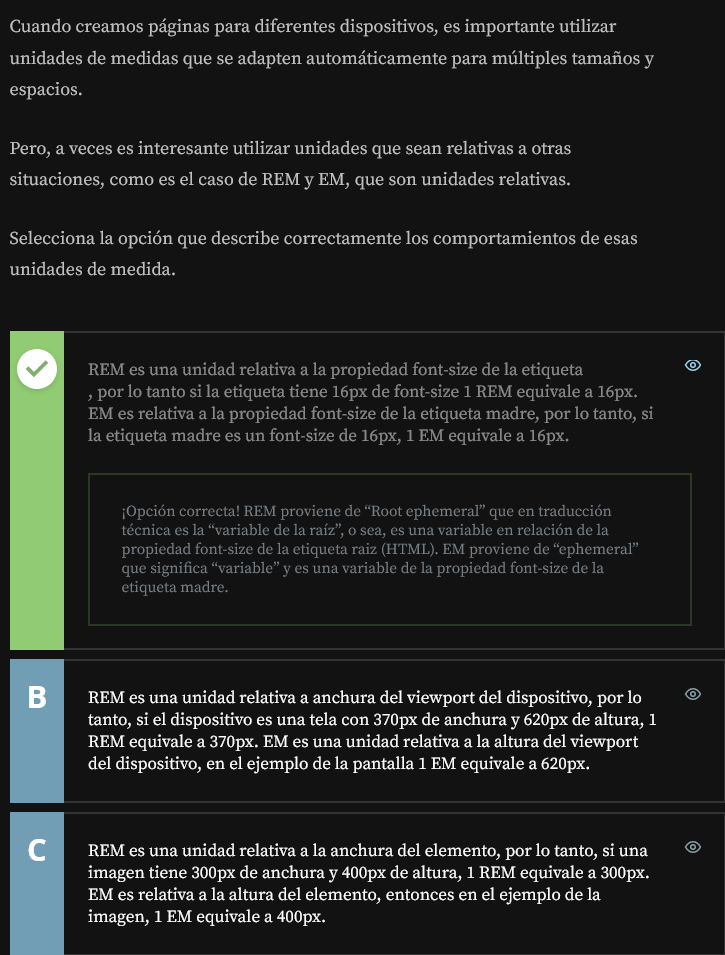 Cuando creamos páginas para diferentes dispositivos, es importante utilizar
unidades de medidas que se adapten automáticamente para múltiples tamaños y
espacios.
Pero, a veces es interesante utilizar unidades que sean relativas a otras
situaciones, como es el caso de REM y EM, que son unidades relativas.
Selecciona la opción que describe correctamente los comportamientos de esas
unidades de medida.
REM es una unidad relativa a la propiedad font-size de la etiqueta
, por lo tanto si la etiqueta tiene 16px de font-size 1 REM equivale a 16px.
EM es relativa a la propiedad font-size de la etiqueta madre, por lo tanto, si
la etiqueta madre es un font-size de 16px, 1 EM equivale a 16px.
¡Opción correcta! REM proviene de “Root ephemeral” que en traducción
técnica es la “variable de la raíz”, o sea, es una variable en relación de la
propiedad font-size de la etiqueta raiz (HTML). EM proviene de “ephemeral”
que significa “variable” y es una variable de la propiedad font-size de la
etiqueta madre.
B
REM es una unidad relativa a anchura del viewport del dispositivo, por lo
tanto, si el dispositivo es una tela con 370px de anchura y 620px de altura, 1
REM equivale a 370px. EM es una unidad relativa a la altura del viewport
del dispositivo, en el ejemplo de la pantalla 1 EM equivale a 620px.
C
REM es una unidad relativa a la anchura del elemento, por lo tanto, si una
imagen tiene 300px de anchura y 400px de altura, 1 REM equivale a 300px.
EM es relativa a la altura del elemento, entonces en el ejemplo de la
imagen, 1 EM equivale a 400px.